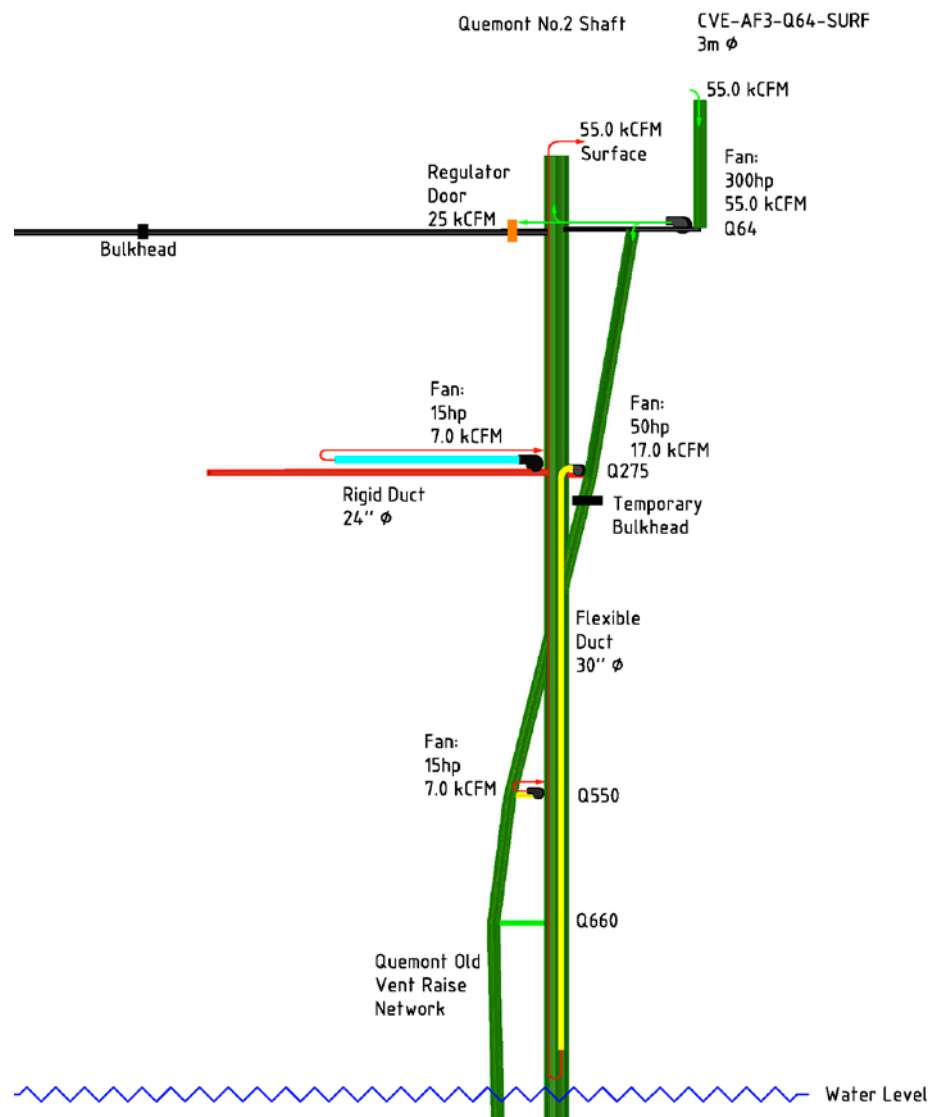 Quemont No.2 Shaft
CVE-AF3-Q64-SURF
3m Φ
55.0 kCFM
55.0 kCFM
Surface
Fan:
300hp
55.0 kCFM
Q64
Regulator
Door
25 kCFM
Bulkhead
Fan:
15hp
7.0 kCFM
Fan:
50hp
17.0 kCFM
Q275
Rigid Duct
24'' Φ
Temporary
Bulkhead
Flexible
Duct
30'' Φ
Fan:
15hp
7.0 kCFM
Q550
Q660
Quemont Old
Vent Raise
Network
Water Level